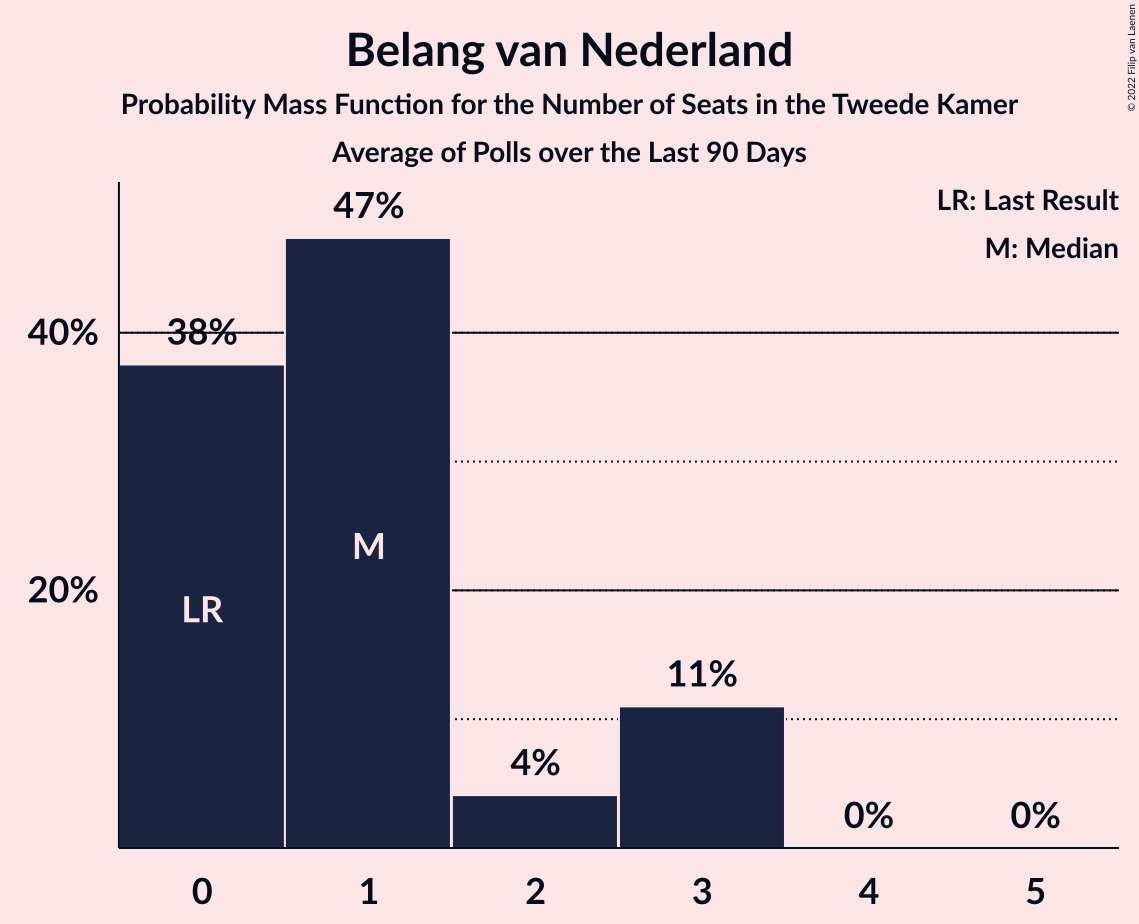 Belang van Nederland
Probability Mass Function for the Number of Seats in the Tweede Kamer
Average of Polls over the Last 90 Days
© 2022 Filip van Laenen
LR: Last Result
M: Median
47%
40%
38%
M
20%
LR
11%
4%
0%
0%
0 1 2 3 4 5